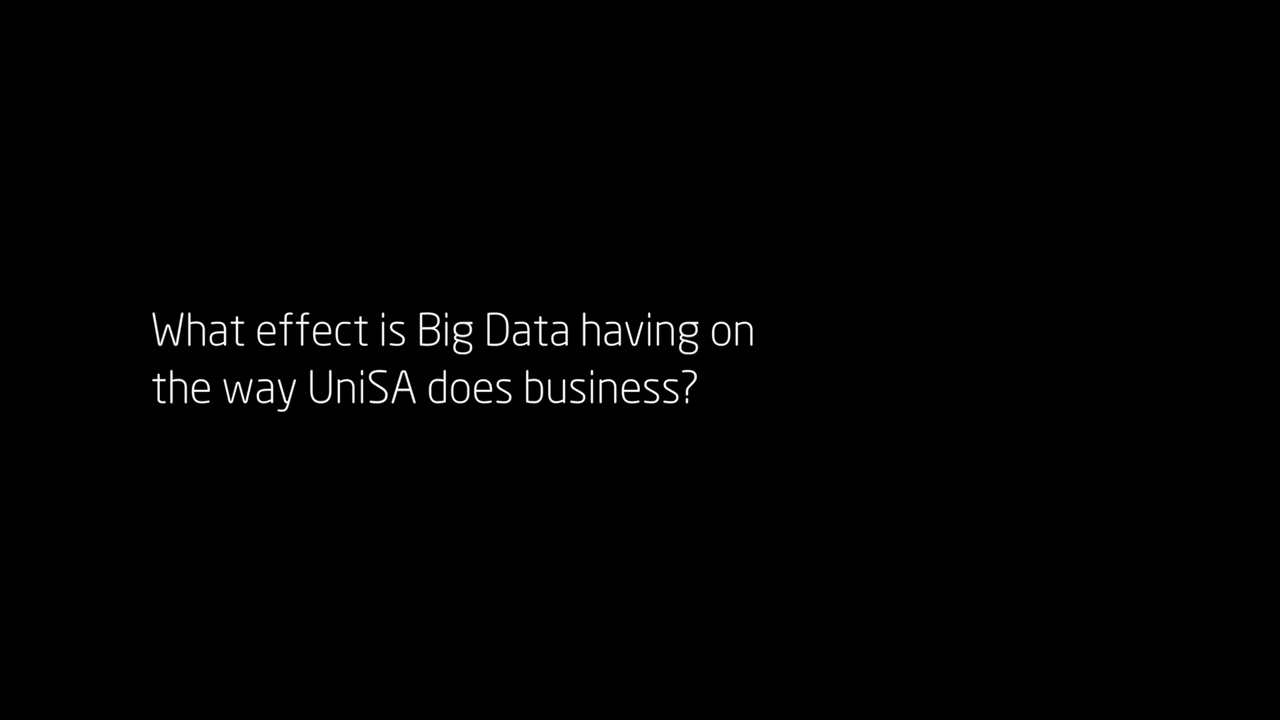 What effect is Big Data having on
the way UniSA does business?